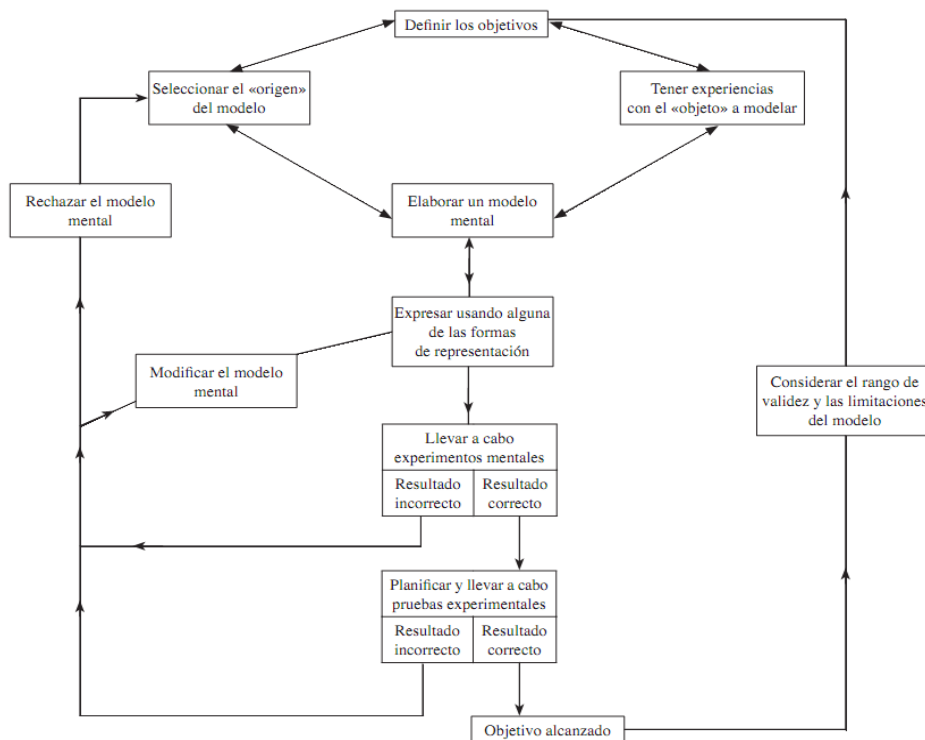 Definir los objetivos
Seleccionar el «origen»
del modelo
Tener experiencias
con el «objeto» a modelar
Rechazar el modelo
mental
Elaborar un modelo
mental
Expresar usando alguna
de las formas
de representación
Modificar el modelo
mental
Considerar el rango de
validez y las limitaciones
del modelo
Llevar a cabo
experimentos mentales
Resultado
incorrecto
Resultado
correcto
Planificar y llevar a cabo
pruebas experimentales
Resultado
incorrecto
Resultado
correcto
Objetivo alcanzado